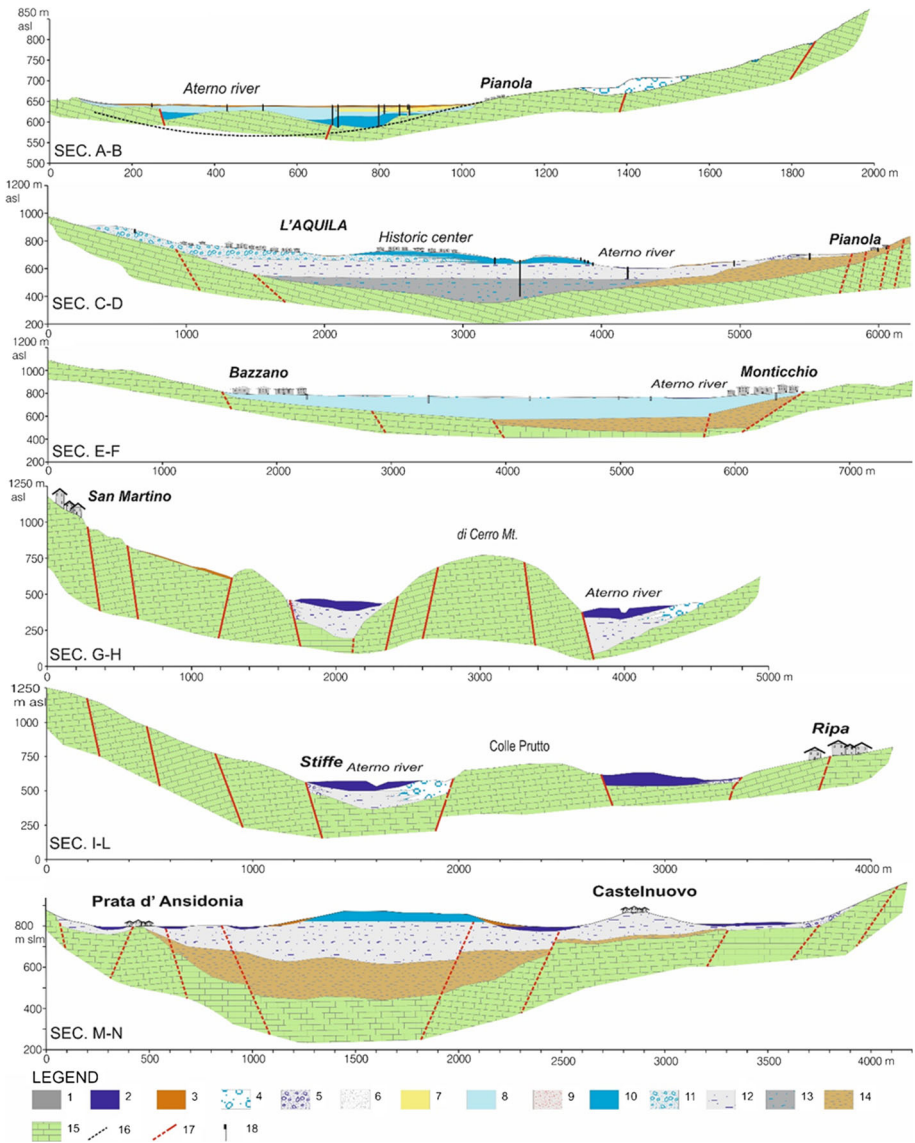 850 m
asl
800
750
700
650
600
550
500
Aterno river
Pianola
SEC. A-B
0 200 400 600 800 1000 1200 1400 1600 1800 2000 m
1200 m
asl
1000
800
600
400
200
L'AQUILA
Historic center
Aterno river
Pianola
SEC. C-D
0 1000 2000 3000 4000 5000 6000 m
1200 m
asl
1000
800
600
400
200
Bazzano
Aterno river
Monticchio
SEC. E-F
0 1000 2000 3000 4000 5000 6000 7000 m
1250 m
asl
1000
750
500
250
0
San Martino
di Cerro Mt.
Aterno river
SEC. G-H
0 1000 2000 3000 4000 5000 m
1250
m asl
1000
750
500
250
0
Stiffe
Aterno river
Colle Prutto
Ripa
SEC. I-L
0 1000 2000 3000 4000 m
Prata d' Ansidonia
Castelnuovo
800
m slm
600
400
200
SEC. M-N
0 500 1000 1500 2000 2500 3000 3500 4000 m
LEGEND
1 2 3 4 5 6 7 8 9 10 11 12 13 14
15 16 17 18